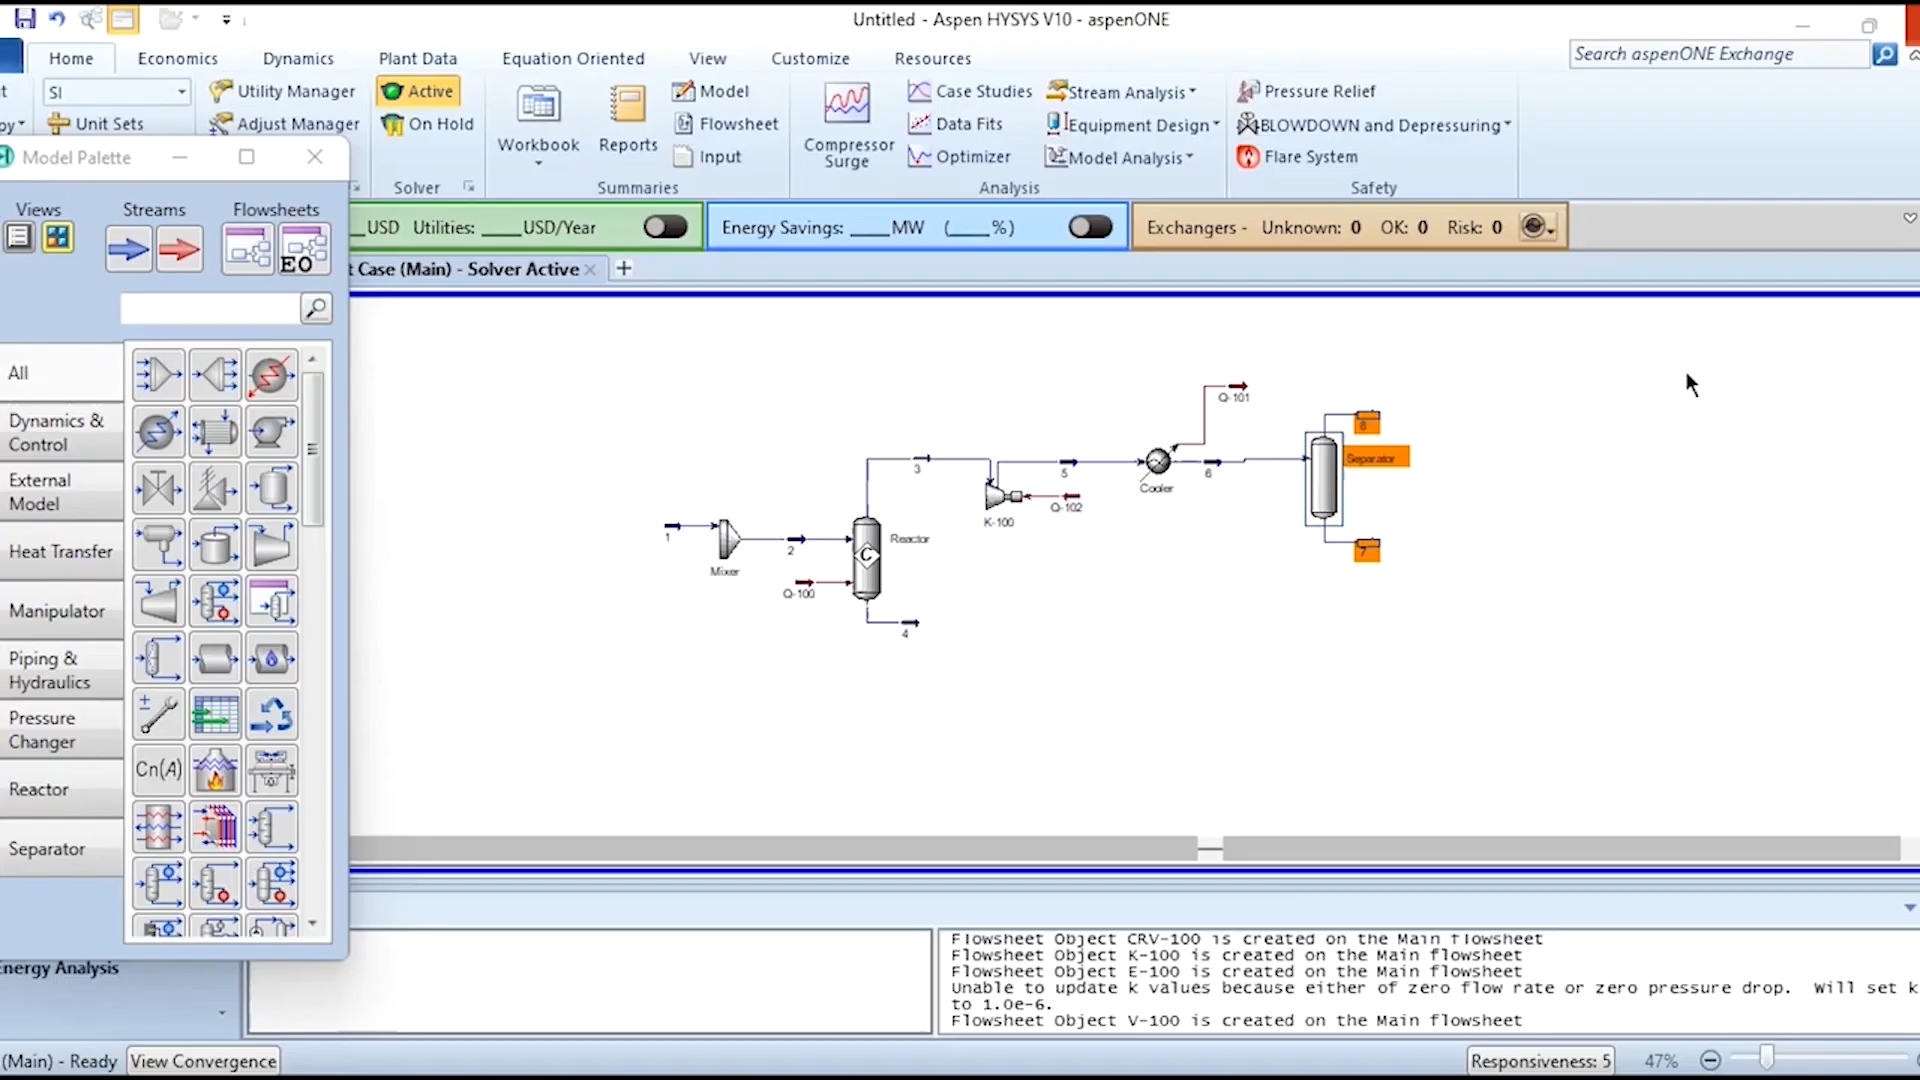 Untitled - Aspen HYSYS V10 - aspenONE
Home Economics Dynamics Plant Data Equation Oriented View Customize Resources
Search aspenONE Exchange
SI
Unit Sets
Utility Manager
Adjust Manager
Active
On Hold
Solver
Workbook
Reports
Model
Flowsheet
Input
Summaries
Compressor
Surge
Case Studies
Data Fits
Optimizer
Stream Analysis
Equipment Design
Model Analysis
Analysis
Pressure Relief
BLOWDOWN and Depressuring
Flare System
Safety
Model Palette
Views Streams Flowsheets
EO
USD Utilities: ____USD/Year
Energy Savings: ____MW (____%)
Exchangers - Unknown: 0 OK: 0 Risk: 0
t Case (Main) - Solver Active
All
Dynamics &
Control
External
Model
Heat Transfer
Manipulator
Piping &
Hydraulics
Pressure
Changer
Reactor
Separator
Cn(A)
1
Mixer
2
Q-100
Reactor
C
3
4
K-100
5
Q-102
Cooler
Q-101
6
Separator
7
Energy Analysis
Flowsheet Object CRV-100 is created on the Main flowsheet
Flowsheet Object K-100 is created on the Main flowsheet
Flowsheet Object E-100 is created on the Main flowsheet
Unable to update k values because either of zero flow rate or zero pressure drop. Will set k
to 1.0e-6.
Flowsheet Object V-100 is created on the Main flowsheet
(Main) - Ready View Convergence
Responsiveness: 5 47%